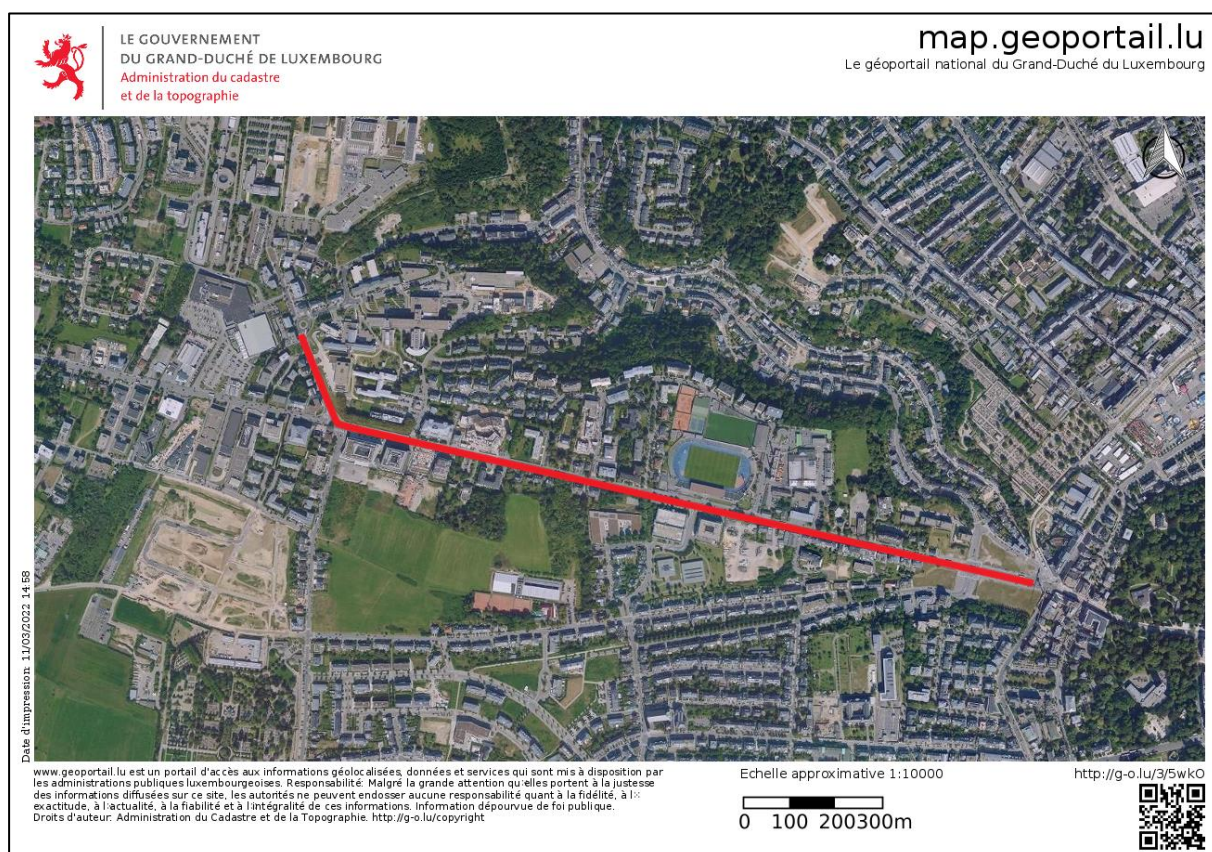 LE GOUVERNEMENT
DU GRAND-DUCHÉ DE LUXEMBOURG
Administration du cadastre
et de la topographie
map.geoportail.lu
Le géoportail national du Grand-Duché du Luxembourg
Date d'impression: 11/03/2022 14:58
www.geoportail.lu est un portail d'accès aux informations géolocalisées, données et services qui sont mis à disposition par
les administrations publiques luxembourgeoises. Responsabilité: Malgré la grande attention qu'elles portent à la justesse
des informations diffusées sur ce site, les autorités ne peuvent endosser aucune responsabilité quant à la fidélité, à l'
exactitude, à l'actualité, à la fiabilité et à l'intégralité de ces informations. Information dépourvue de foi publique.
Droits d'auteur: Administration du Cadastre et de la Topographie. http://g-o.lu/copyright
Echelle approximative 1:10000
0 100 200300m
http://g-o.lu/3/5wkO